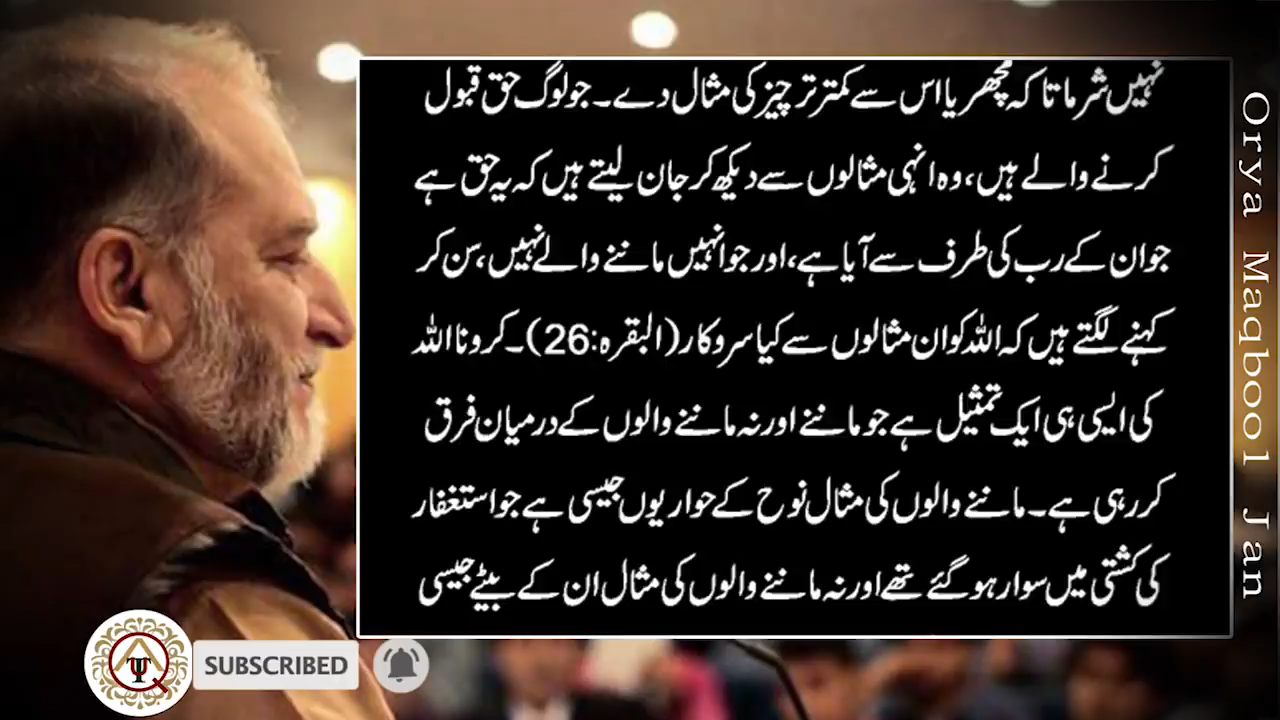 نہیں شرماتا کہ مچھر یا اس سے کمتر تر چیز کی مثال دے۔ جو لوگ حق قبول
کرنے والے ہیں، وہ انہی مثالوں سے دیکھ کر جان لیتے ہیں کہ یہ حق ہے
جو ان کے رب کی طرف سے آیا ہے، اور جو انہیں ماننے والے نہیں، سن کر
کہنے لگتے ہیں کہ اللہ کو ان مثالوں سے کیا سروکار (البقرہ:26)۔ کرونا اللہ
کی ایسی ہی ایک تمثیل ہے جو ماننے اور نہ ماننے والوں کے درمیان فرق
کر رہی ہے۔ ماننے والوں کی مثال نوح کے حواریوں جیسی ہے جو استغفار
کی کشتی میں سوار ہو گئے تھے اور نہ ماننے والوں کی مثال ان کے بیٹے جیسی
Orya Maqbool Jan
SUBSCRIBED